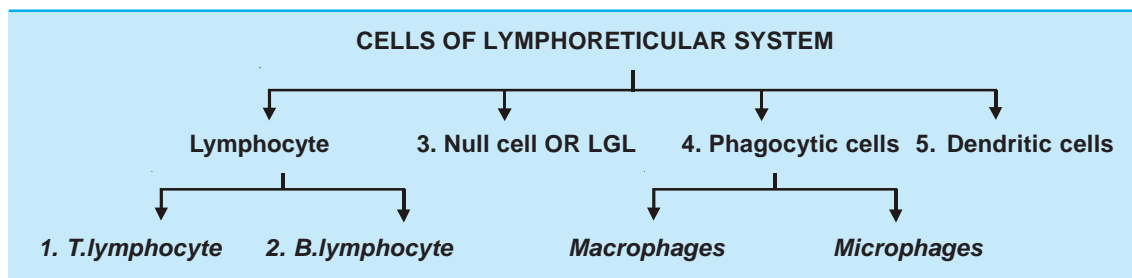 CELLS OF LYMPHORETICULAR SYSTEM
Lymphocyte 3. Null cell OR LGL 4. Phagocytic cells 5. Dendritic cells
1. T.lymphocyte 2. B.lymphocyte Macrophages Microphages